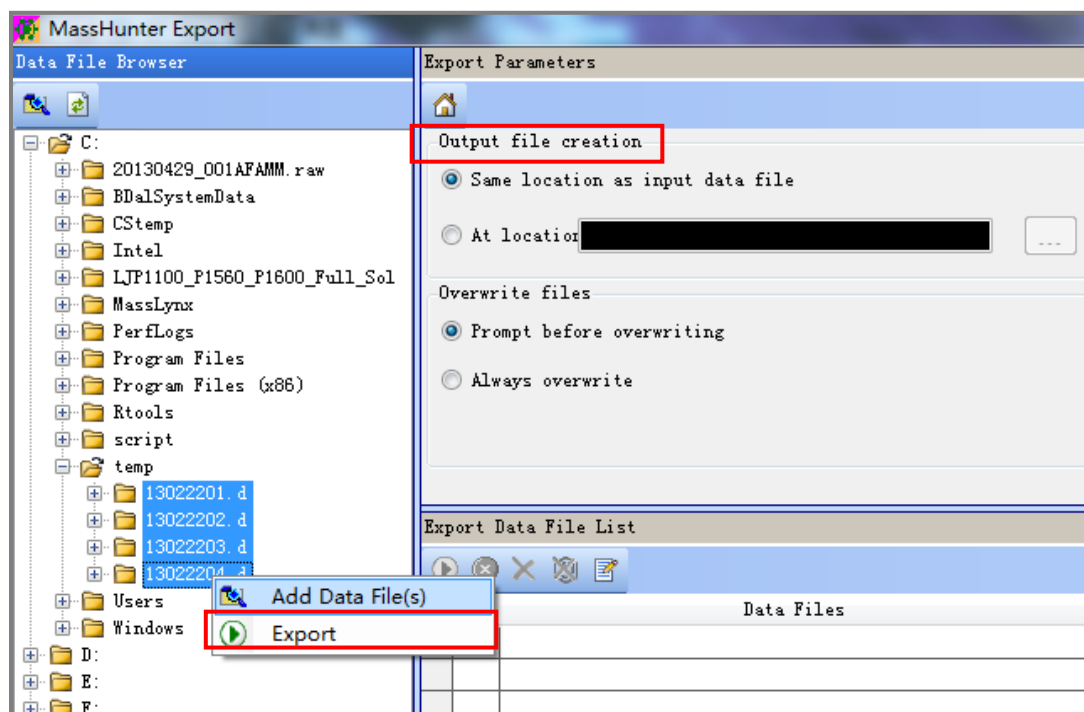 MassHunter Export
Data File Browser
C:
20130429_001AFAMM.raw
BDalSystemData
CStemp
Intel
LJP1100_P1560_P1600_Full_Sol
MassLynx
PerfLogs
Program Files
Program Files (x86)
Rtools
script
temp
13022201.d
13022202.d
13022203.d
13022204.d
Users
Windows
D:
E:
F:
Add Data File(s)
Export
Export Parameters
Output file creation
Same location as input data file
At location
...
Overwrite files
Prompt before overwriting
Always overwrite
Export Data File List
Data Files